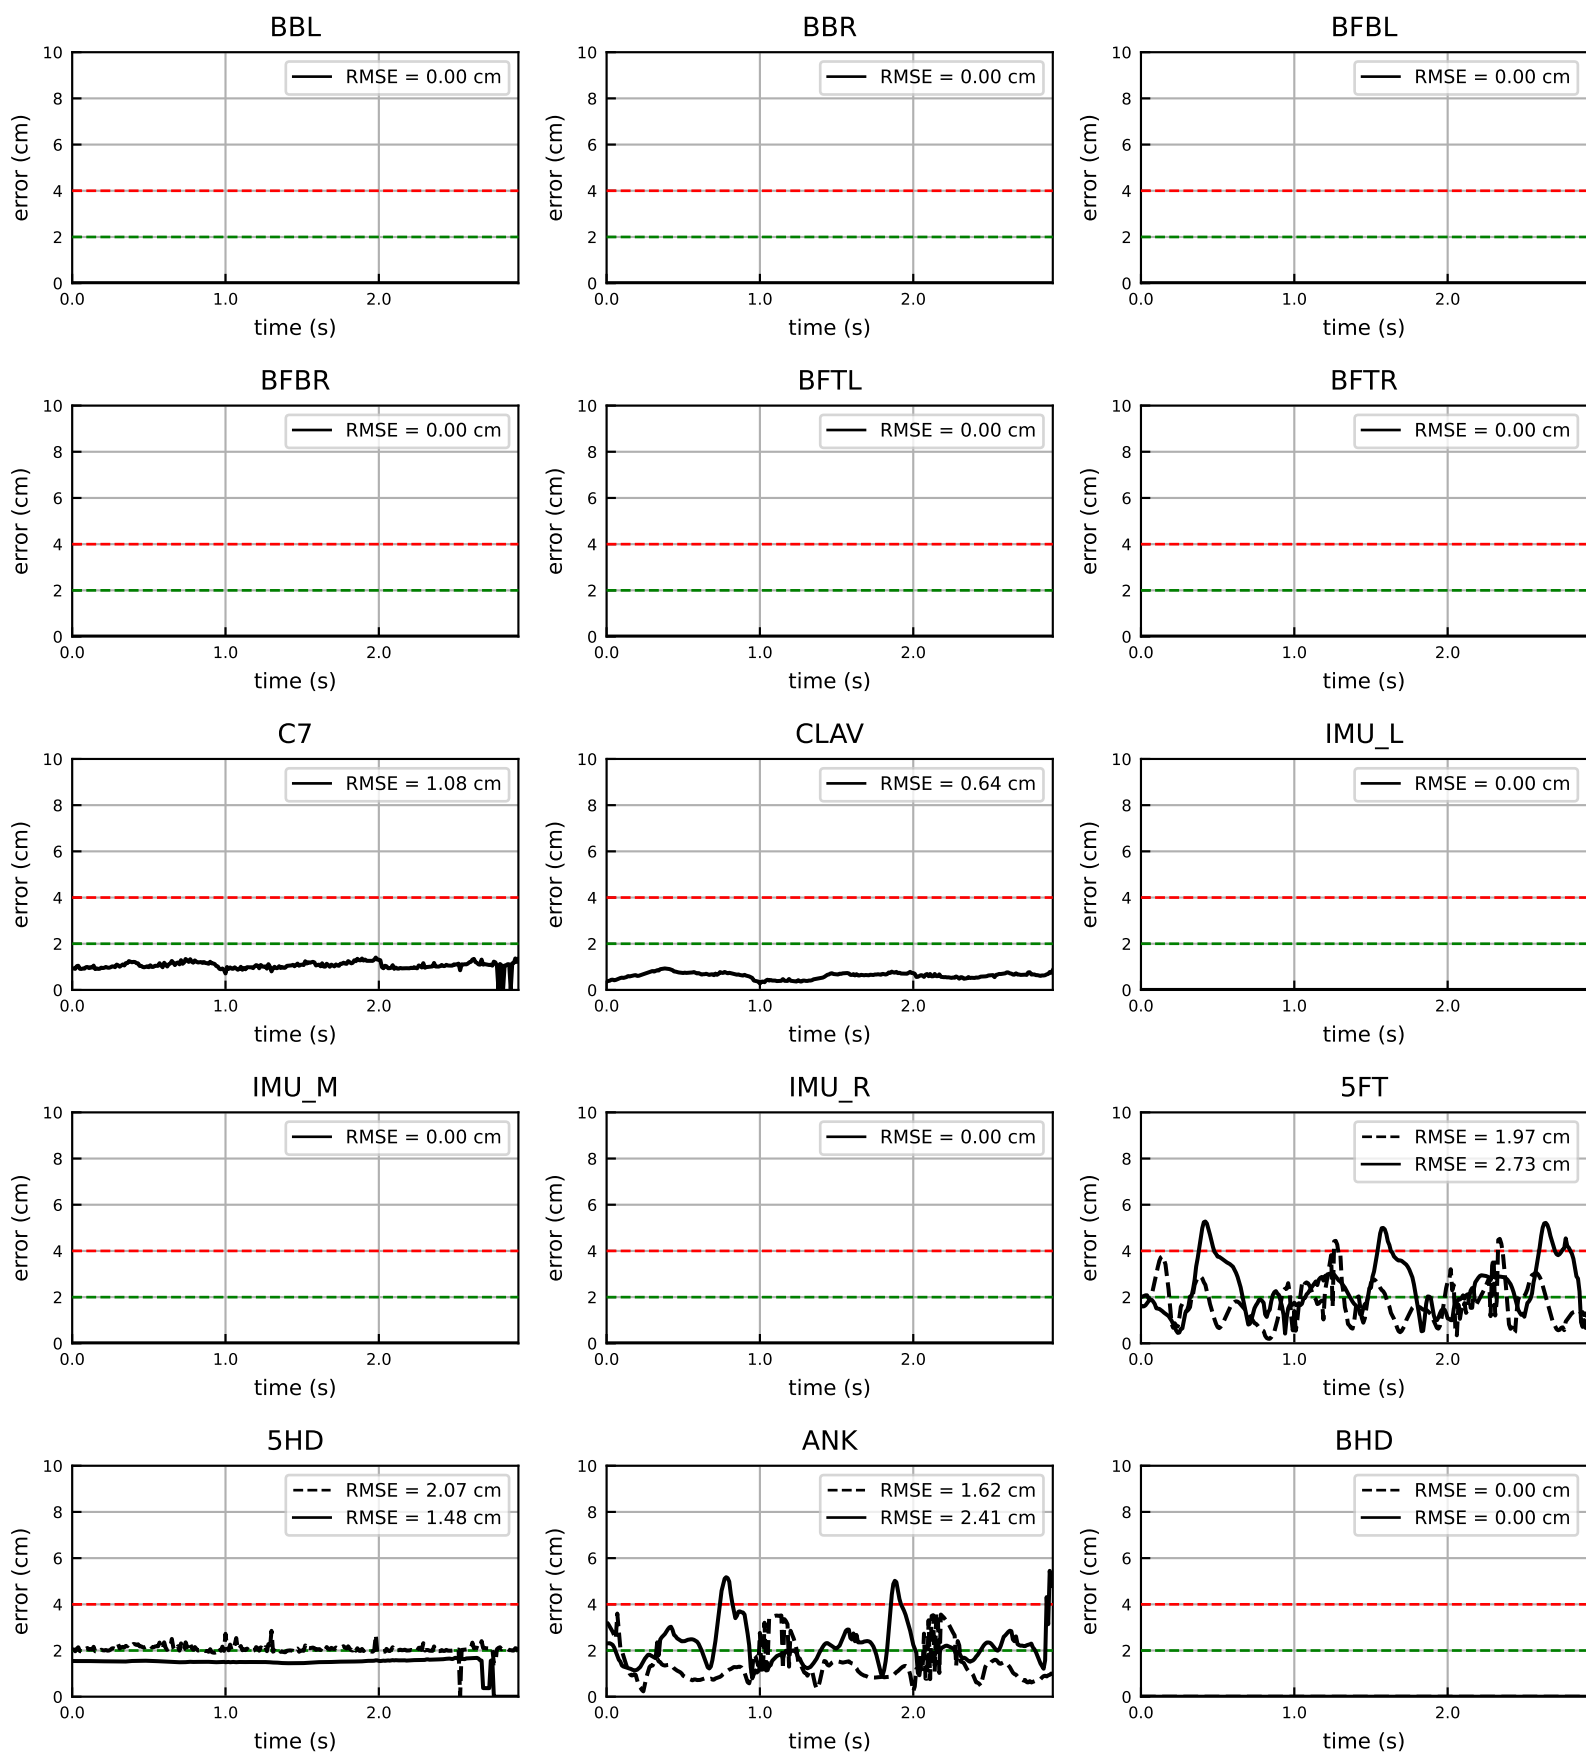 BBL
BBR
BFBL
10
8
6
4
2
0
RMSE = 0.00 cm
error (cm)
0.0
1.0
2.0
time (s)
10
8
6
4
2
0
RMSE = 0.00 cm
error (cm)
0.0
1.0
2.0
time (s)
10
8
6
4
2
0
RMSE = 0.00 cm
error (cm)
0.0
1.0
2.0
time (s)
BFBR
BFTL
BFTR
10
8
6
4
2
0
RMSE = 0.00 cm
error (cm)
0.0
1.0
2.0
time (s)
10
8
6
4
2
0
RMSE = 0.00 cm
error (cm)
0.0
1.0
2.0
time (s)
10
8
6
4
2
0
RMSE = 0.00 cm
error (cm)
0.0
1.0
2.0
time (s)
C7
CLAV
IMU_L
10
8
6
4
2
0
RMSE = 1.08 cm
error (cm)
0.0
1.0
2.0
time (s)
10
8
6
4
2
0
RMSE = 0.64 cm
error (cm)
0.0
1.0
2.0
time (s)
10
8
6
4
2
0
RMSE = 0.00 cm
error (cm)
0.0
1.0
2.0
time (s)
IMU_M
IMU_R
5FT
10
8
6
4
2
0
RMSE = 0.00 cm
error (cm)
0.0
1.0
2.0
time (s)
10
8
6
4
2
0
RMSE = 0.00 cm
error (cm)
0.0
1.0
2.0
time (s)
10
8
6
4
2
0
RMSE = 1.97 cm
RMSE = 2.73 cm
error (cm)
0.0
1.0
2.0
time (s)
5HD
ANK
BHD
10
8
6
4
2
0
RMSE = 2.07 cm
RMSE = 1.48 cm
error (cm)
0.0
1.0
2.0
time (s)
10
8
6
4
2
0
RMSE = 1.62 cm
RMSE = 2.41 cm
error (cm)
0.0
1.0
2.0
time (s)
10
8
6
4
2
0
RMSE = 0.00 cm
RMSE = 0.00 cm
error (cm)
0.0
1.0
2.0
time (s)